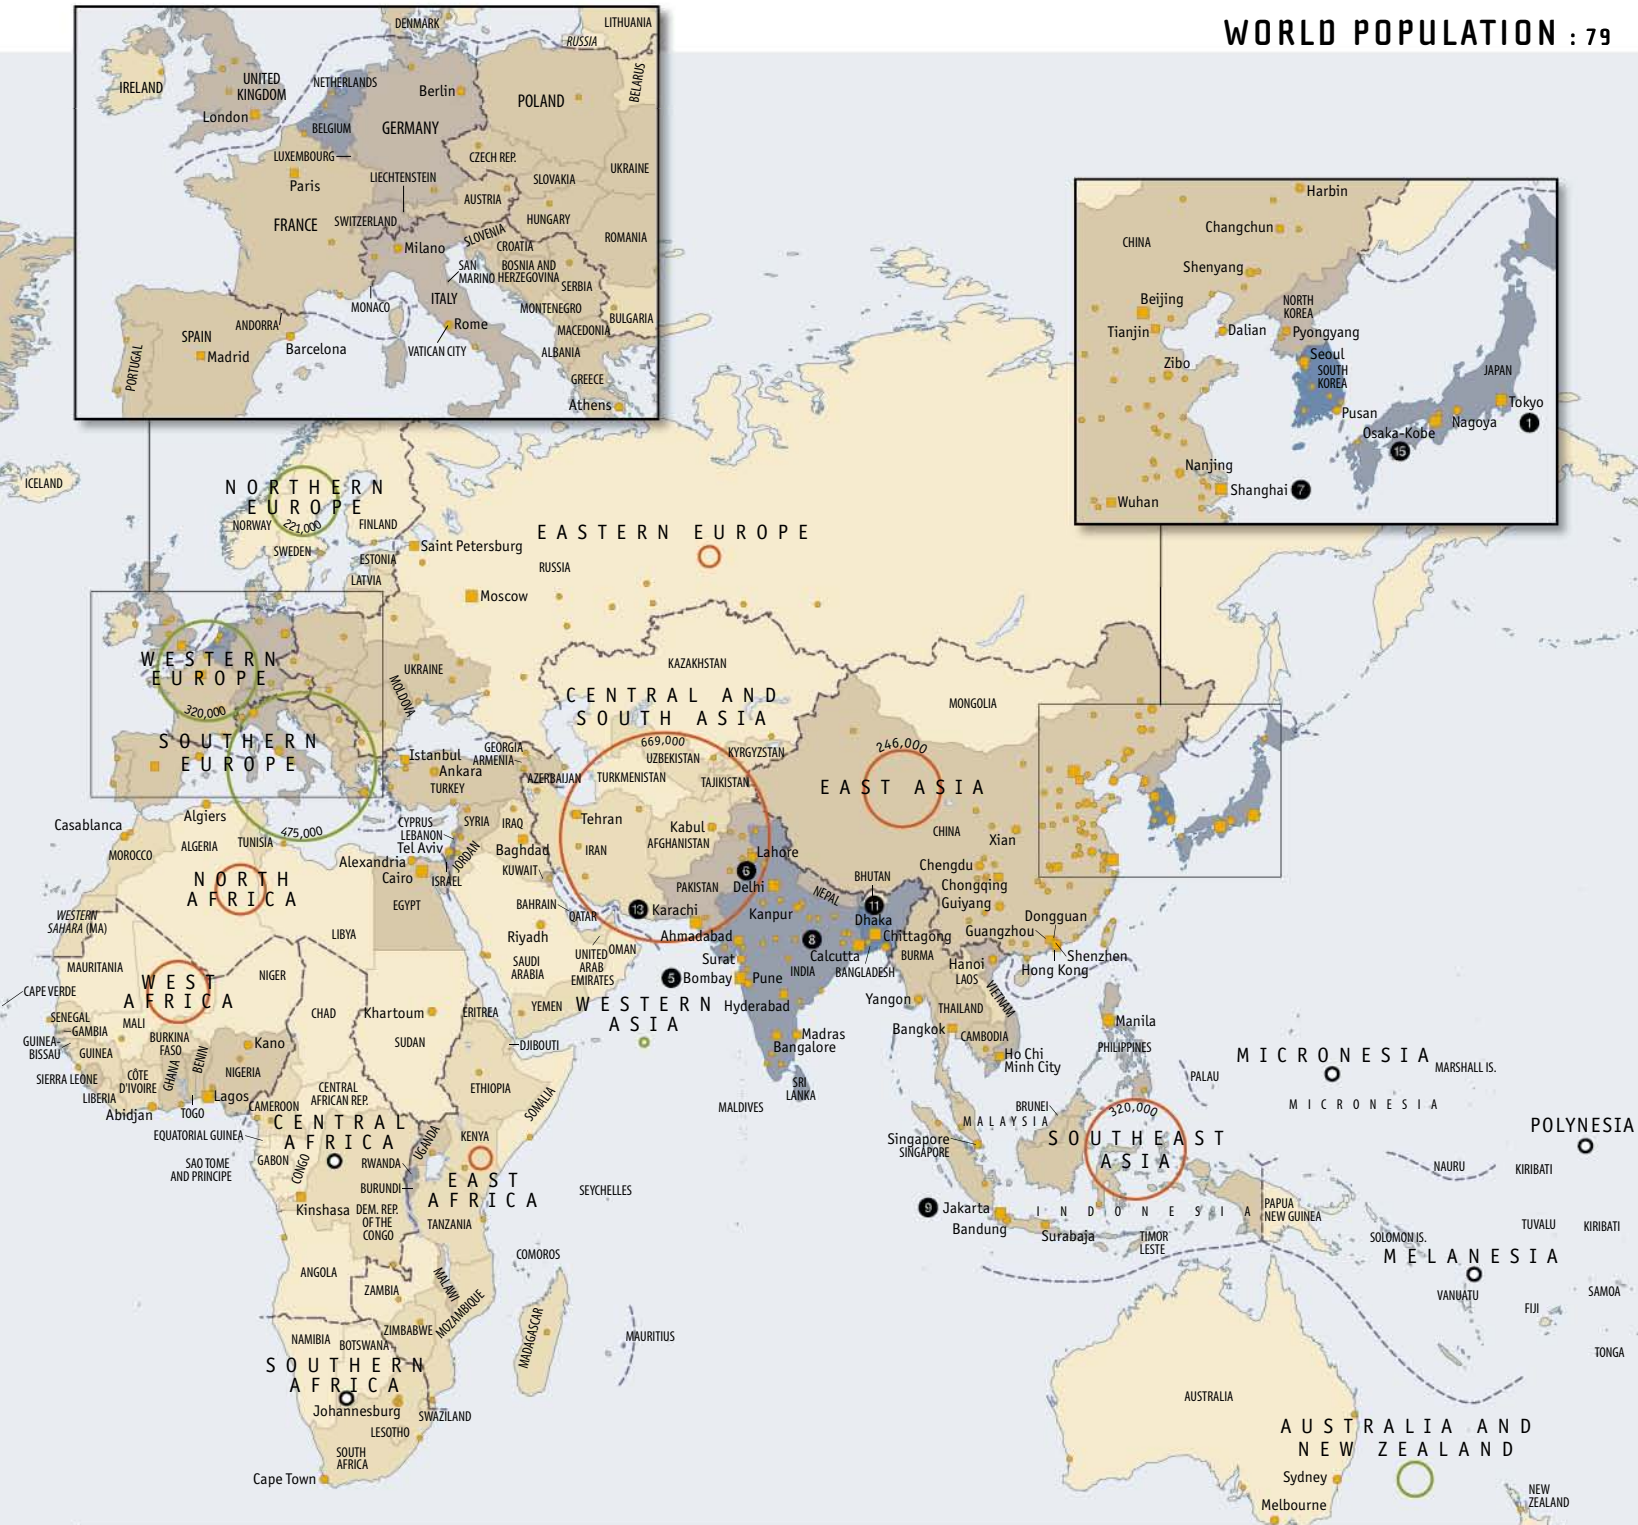 WORLD POPULATION : 79
DENMARK
LITHUANIA
RUSSIA
IRELAND
UNITED
KINGDOM
NETHERLANDS
Berlin
POLAND
BELARUS
London
BELGIUM
GERMANY
LUXEMBOURG
CZECH REP.
UKRAINE
Paris
LIECHTENSTEIN
SLOVAKIA
AUSTRIA
FRANCE
SWITZERLAND
HUNGARY
SLOVENIA
ROMANIA
Milano
CROATIA
SAN
MARINO
BOSNIA AND
HERZEGOVINA
SERBIA
MONACO
ITALY
MONTENEGRO
BULGARIA
ANDORRA
Rome
MACEDONIA
SPAIN
Madrid
Barcelona
VATICAN CITY
ALBANIA
PORTUGAL
GREECE
Athens
Harbin
Changchun
CHINA
Shenyang
Beijing
NORTH
KOREA
Tianjin
Dalian
Pyongyang
Seoul
SOUTH
KOREA
Zibo
JAPAN
Tokyo
1
Pusan
Nagoya
Osaka-Kobe
15
Nanjing
Shanghai 7
Wuhan
ICELAND
NORTHERN
EUROPE
221,000
NORWAY
FINLAND
SWEDEN
ESTONIA
LATVIA
Saint Petersburg
EASTERN EUROPE
RUSSIA
Moscow
WESTERN
EUROPE
320,000
UKRAINE
MOLDOVA
KAZAKHSTAN
MONGOLIA
CENTRAL AND
SOUTH ASIA
669,000
SOUTHERN
EUROPE
475,000
Istanbul
Ankara
TURKEY
GEORGIA
ARMENIA
AZERBAIJAN
UZBEKISTAN
KYRGYZSTAN
TURKMENISTAN
TAJIKISTAN
246,000
EAST ASIA
CHINA
Xian
Casablanca
Algiers
MOROCCO
ALGERIA
TUNISIA
CYPRUS
LEBANON
Tel Aviv
SYRIA
IRAQ
Baghdad
JORDAN
ISRAEL
Alexandria
Cairo
EGYPT
KUWAIT
Tehran
IRAN
Kabul
AFGHANISTAN
Lahore
6
Delhi
PAKISTAN
NEPAL
BHUTAN
11
Dhaka
Chengdu
Chongqing
Guiyang
Dongguan
Guangzhou
Shenzhen
Hong Kong
NORTH
AFRICA
WESTERN
SAHARA (MA)
LIBYA
BAHRAIN
QATAR
13 Karachi
Kanpur
Ahmadabad
8
Chittagong
Riyadh
SAUDI
ARABIA
UNITED
ARAB
EMIRATES
OMAN
Surat
Calcutta
INDIA
BANGLADESH
BURMA
Hanoi
LAOS
VIETNAM
5 Bombay
Pune
Hyderabad
MAURITANIA
WEST
AFRICA
NIGER
CAPE VERDE
SENEGAL
GAMBIA
GUINEA-
BISSAU
GUINEA
MALI
BURKINA
FASO
CHAD
Khartoum
ERITREA
YEMEN
WESTERN
ASIA
Yangon
THAILAND
Bangkok
CAMBODIA
Manila
PHILIPPINES
SIERRA LEONE
LIBERIA
CÔTE
D'IVOIRE
GHANA
TOGO
BENIN
Abidjan
Kano
NIGERIA
Lagos
SUDAN
DJIBOUTI
ETHIOPIA
SOMALIA
Madras
Bangalore
SRI
LANKA
MALDIVES
Ho Chi
Minh City
PALAU
MICRONESIA
MARSHALL IS.
MICRONESIA
CENTRAL
AFRICAN REP.
CAMEROON
CENTRAL
AFRICA
EQUATORIAL GUINEA
SAO TOME
AND PRINCIPE
GABON
CONGO
UGANDA
KENYA
RWANDA
BURUNDI
EAST
AFRICA
SEYCHELLES
BRUNEI
MALAYSIA
320,000
SOUTHEAST
ASIA
Singapore
SINGAPORE
POLYNESIA
NAURU
KIRIBATI
Kinshasa
DEM. REP.
OF THE
CONGO
TANZANIA
9 Jakarta
Bandung
INDONESIA
Surabaja
TIMOR
LESTE
PAPUA
NEW GUINEA
SOLOMON IS.
TUVALU
KIRIBATI
MELANESIA
VANUATU
FIJI
SAMOA
TONGA
ANGOLA
ZAMBIA
MALAWI
MOZAMBIQUE
COMOROS
MADAGASCAR
MAURITIUS
NAMIBIA
BOTSWANA
ZIMBABWE
SOUTHERN
AFRICA
Johannesburg
SWAZILAND
LESOTHO
SOUTH
AFRICA
Cape Town
AUSTRALIA
AUSTRALIA AND
NEW ZEALAND
Sydney
Melbourne
NEW
ZEALAND